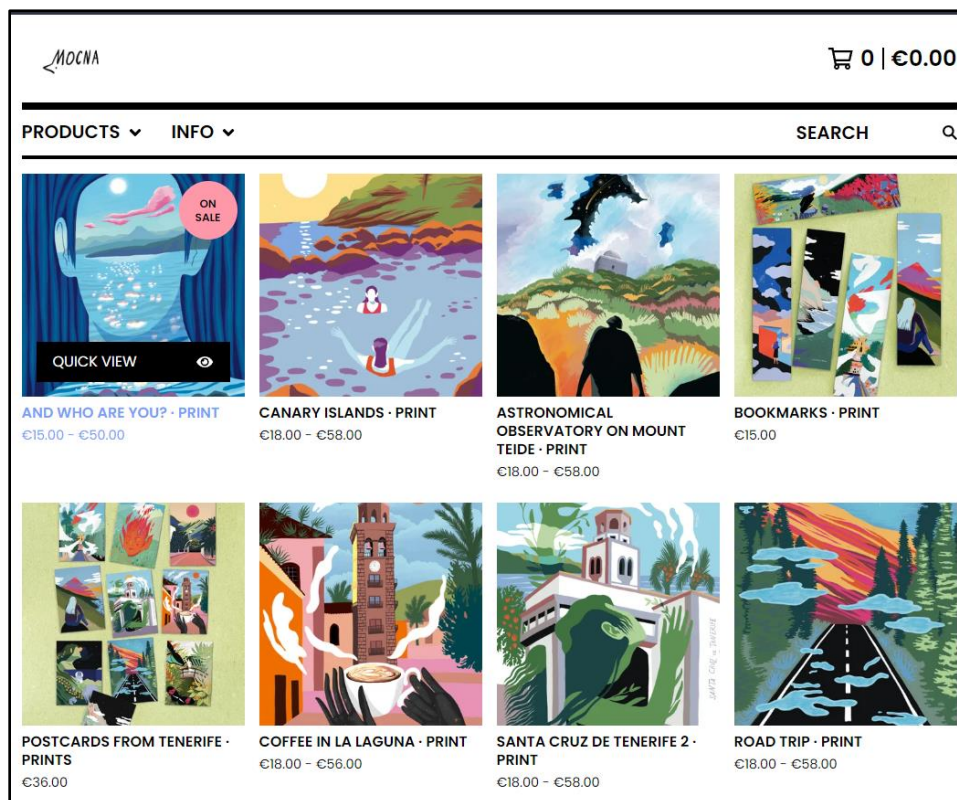 MOCNA
0 | €0.00
PRODUCTS INFO SEARCH
ON
SALE
QUICK VIEW
AND WHO ARE YOU? · PRINT
€15.00 - €50.00
CANARY ISLANDS · PRINT
€18.00 - €58.00
ASTRONOMICAL
OBSERVATORY ON MOUNT
TEIDE · PRINT
€18.00 - €58.00
BOOKMARKS · PRINT
€15.00
POSTCARDS FROM TENERIFE ·
PRINTS
€36.00
COFFEE IN LA LAGUNA · PRINT
€18.00 - €56.00
SANTA CRUZ DE TENERIFE 2 ·
PRINT
€18.00 - €58.00
ROAD TRIP · PRINT
€18.00 - €58.00